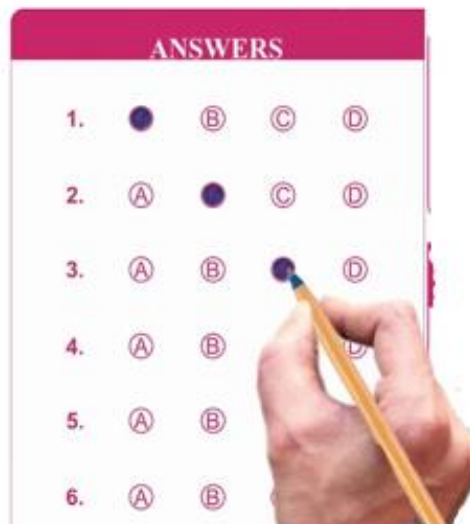 ANSWERS
1. Ⓑ Ⓒ Ⓓ
2. Ⓐ Ⓒ Ⓓ
3. Ⓐ Ⓑ Ⓓ
4. Ⓐ Ⓑ Ⓓ
5. Ⓐ Ⓑ
6. Ⓐ Ⓑ